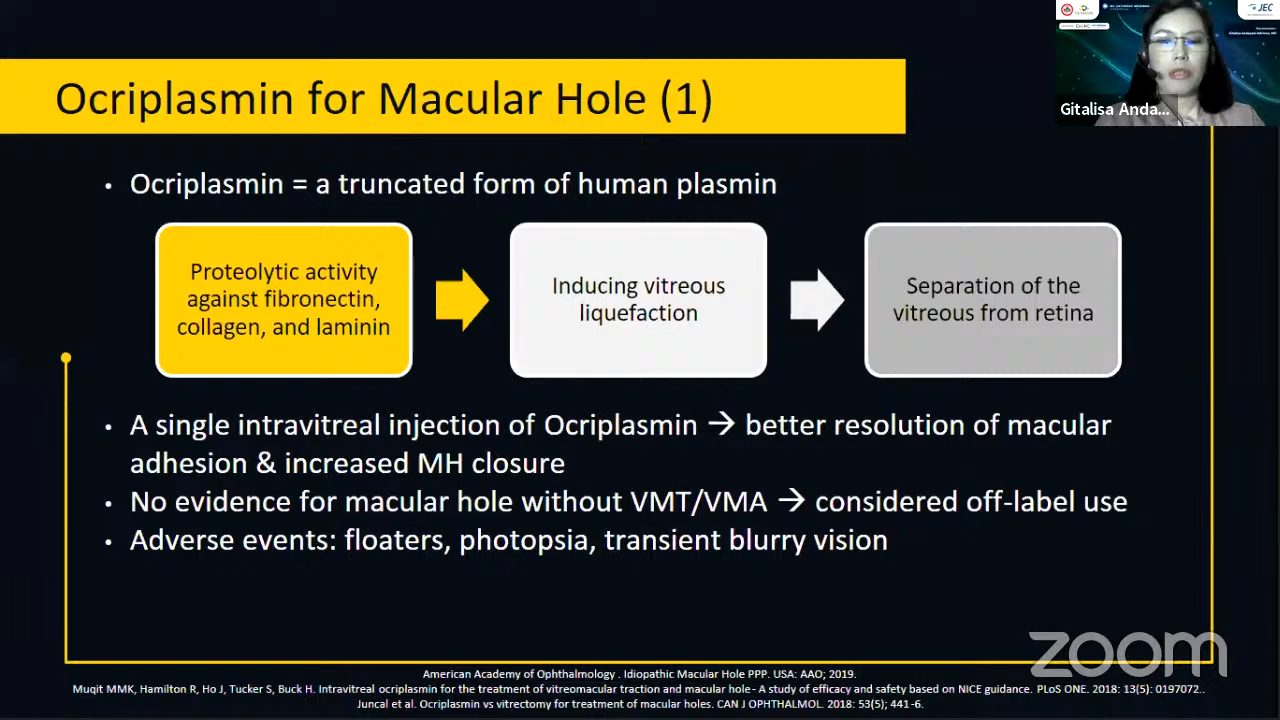 JEC
Gitalisa Andayani Adriono, MD
Gitalisa Anda...
Ocriplasmin for Macular Hole (1)
• Ocriplasmin = a truncated form of human plasmin
Proteolytic activity
against fibronectin,
collagen, and laminin
Inducing vitreous
liquefaction
Separation of the
vitreous from retina
• A single intravitreal injection of Ocriplasmin → better resolution of macular
adhesion & increased MH closure
• No evidence for macular hole without VMT/VMA → considered off-label use
• Adverse events: floaters, photopsia, transient blurry vision
zoom
American Academy of Ophthalmology . Idiopathic Macular Hole PPP. USA: AAO; 2019.
Muqit MMK, Hamilton R, Ho J, Tucker S, Buck H. Intravitreal ocriplasmin for the treatment of vitreomacular traction and macular hole- A study of efficacy and safety based on NICE guidance. PLoS ONE. 2018: 13(5): 0197072..
Juncal et al. Ocriplasmin vs vitrectomy for treatment of macular holes. CAN J OPHTHALMOL. 2018: 53(5); 441-6.